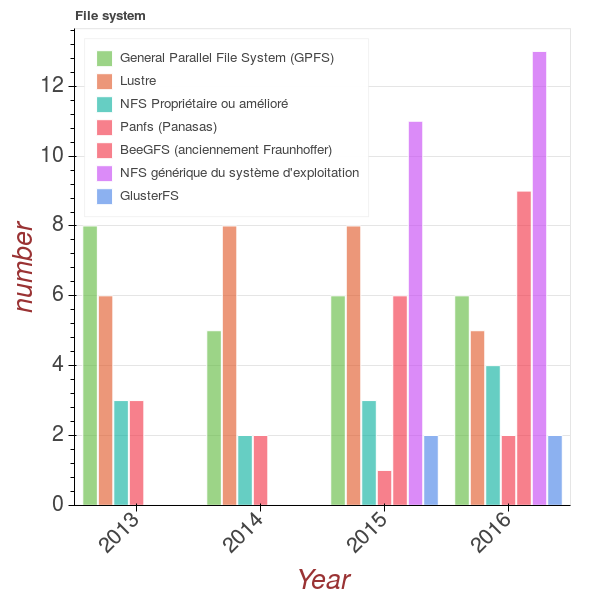 File system
General Parallel File System (GPFS)
Lustre
NFS Propriétaire ou amélioré
Panfs (Panasas)
BeeGFS (anciennement Fraunhoffer)
NFS générique du système d'exploitation
GlusterFS
12
10
8
6
4
2
0
number
2013
2014
2015
2016
Year